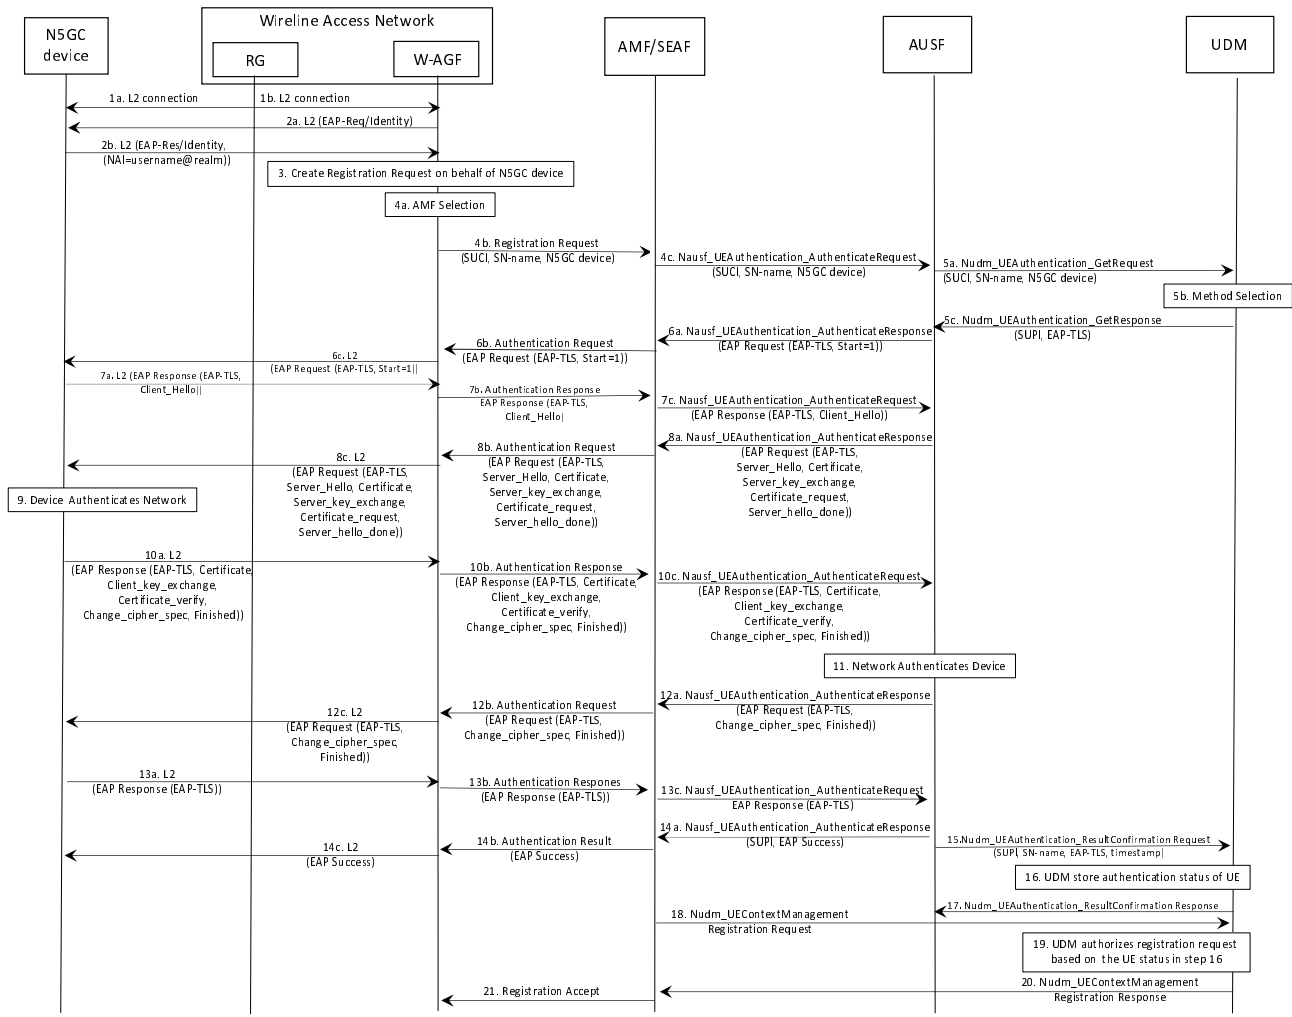 N5GC
device
Wireline Access Network
RG
W-AGF
AMF/SEAF
AUSF
UDM
1a. L2 connection
1b. L2 connection
2a. L2 (EAP-Req/Identity)
2b. L2 (EAP-Res/Identity,
(NAI=username@realm))
3. Create Registration Request on behalf of N5GC device
4a. AMF Selection
4b. Registration Request
(SUCI, SN-name, N5GC device)
4c. Nausf_UEAuthentication_AuthenticateRequest
(SUCI, SN-name, N5GC device)
5a. Nudm_UEAuthentication_GetRequest
(SUCI, SN-name, N5GC device)
5b. Method Selection
5c. Nudm_UEAuthentication_GetResponse
(SUPI, EAP-TLS)
6a. Nausf_UEAuthentication_AuthenticateResponse
(EAP Request (EAP-TLS, Start=1))
6b. Authentication Request
(EAP Request (EAP-TLS, Start=1))
6c. L2
(EAP Request (EAP-TLS, Start=1))
7a. L2 (EAP Response (EAP-TLS,
Client_Hello))
7b. Authentication Response
EAP Response (EAP-TLS,
Client_Hello)
7c. Nausf_UEAuthentication_AuthenticateRequest
(EAP Response (EAP-TLS, Client_Hello))
8a. Nausf_UEAuthentication_AuthenticateResponse
(EAP Request (EAP-TLS,
Server_Hello, Certificate,
Server_key_exchange,
Certificate_request,
Server_hello_done))
8b. Authentication Request
(EAP Request (EAP-TLS,
Server_Hello, Certificate,
Server_key_exchange,
Certificate_request,
Server_hello_done))
8c. L2
(EAP Request (EAP-TLS,
Server_Hello, Certificate,
Server_key_exchange,
Certificate_request,
Server_hello_done))
9. Device Authenticates Network
10a. L2
(EAP Response (EAP-TLS, Certificate,
Client_key_exchange,
Certificate_verify,
Change_cipher_spec, Finished))
10b. Authentication Response
(EAP Response (EAP-TLS, Certificate,
Client_key_exchange,
Certificate_verify,
Change_cipher_spec, Finished))
10c. Nausf_UEAuthentication_AuthenticateRequest
(EAP Response (EAP-TLS, Certificate,
Client_key_exchange,
Certificate_verify,
Change_cipher_spec, Finished))
11. Network Authenticates Device
12a. Nausf_UEAuthentication_AuthenticateResponse
(EAP Request (EAP-TLS,
Change_cipher_spec, Finished))
12b. Authentication Request
(EAP Request (EAP-TLS,
Change_cipher_spec, Finished))
12c. L2
(EAP Request (EAP-TLS,
Change_cipher_spec,
Finished))
13a. L2
(EAP Response (EAP-TLS))
13b. Authentication Respones
(EAP Response (EAP-TLS))
13c. Nausf_UEAuthentication_AuthenticateRequest
EAP Response (EAP-TLS)
14a. Nausf_UEAuthentication_AuthenticateResponse
(SUPI, EAP Success)
14b. Authentication Result
(EAP Success)
14c. L2
(EAP Success)
15.Nudm_UEAuthentication_ResultConfirmation Request
(SUPI, SN-name, EAP-TLS, timestamp)
16. UDM store authentication status of UE
17. Nudm_UEAuthentication_ResultConfirmation Response
18. Nudm_UEContextManagement
Registration Request
19. UDM authorizes registration request
based on the UE status in step 16
20. Nudm_UEContextManagement
Registration Response
21. Registration Accept